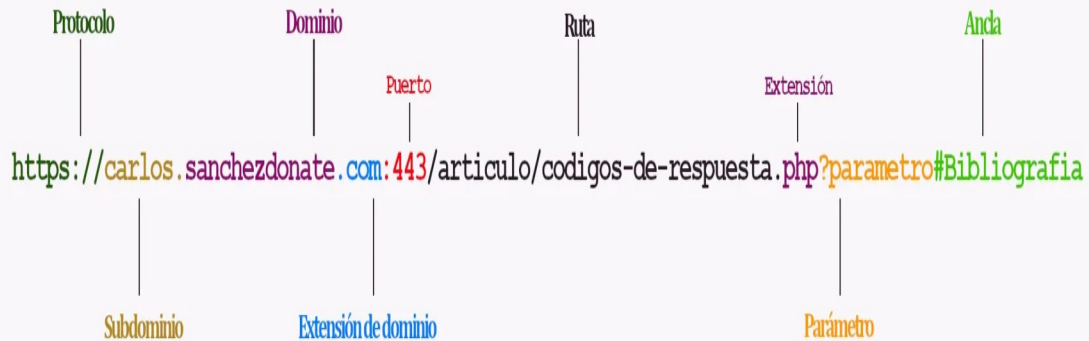 Protocolo Dominio Ruta Ancla
Puerto Extensión
https://carlos.sanchezdonate.com:443/articulo/codigos-de-respuesta.php?parametro#Bibliografia
Subdominio Extensión de dominio Parámetro